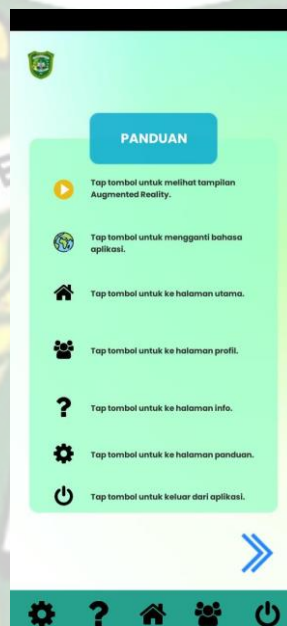 PANDUAN
Tap tombol untuk melihat tampilan
Augmented Reality.
Tap tombol untuk mengganti bahasa
aplikasi.
Tap tombol untuk ke halaman utama.
Tap tombol untuk ke halaman profil.
Tap tombol untuk ke halaman info.
Tap tombol untuk ke halaman panduan.
Tap tombol untuk keluar dari aplikasi.